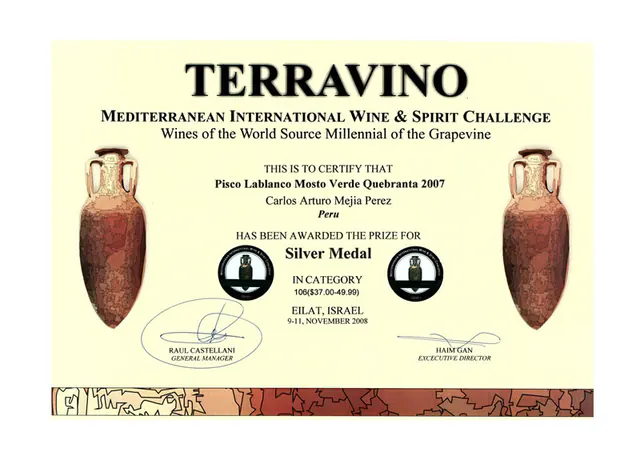 TERRAVINO
MEDITERRANEAN INTERNATIONAL WINE & SPIRIT CHALLENGE
Wines of the World Source Millennial of the Grapevine
THIS IS TO CERTIFY THAT
Pisco Lablanco Mosto Verde Quebranta 2007
Carlos Arturo Mejia Perez
Peru
HAS BEEN AWARDED THE PRIZE FOR
Silver Medal
IN CATEGORY
106($37.00-49.99)
EILAT, ISRAEL
9-11, NOVEMBER 2008
RAUL CASTELLANI
GENERAL MANAGER
HAIM GAN
EXCECUTIVE DIRECTOR